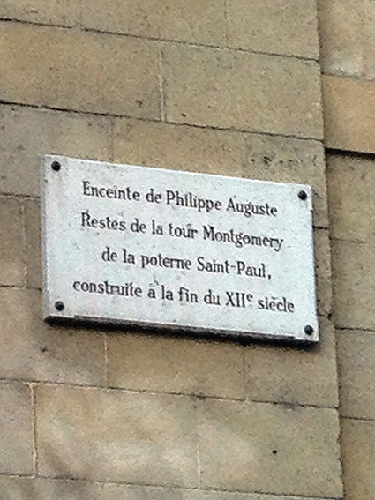 Enceinte de Philippe Auguste
Restes de la tour Montgomery
de la poterne Saint-Paul,
construite à la fin du XIIe siècle